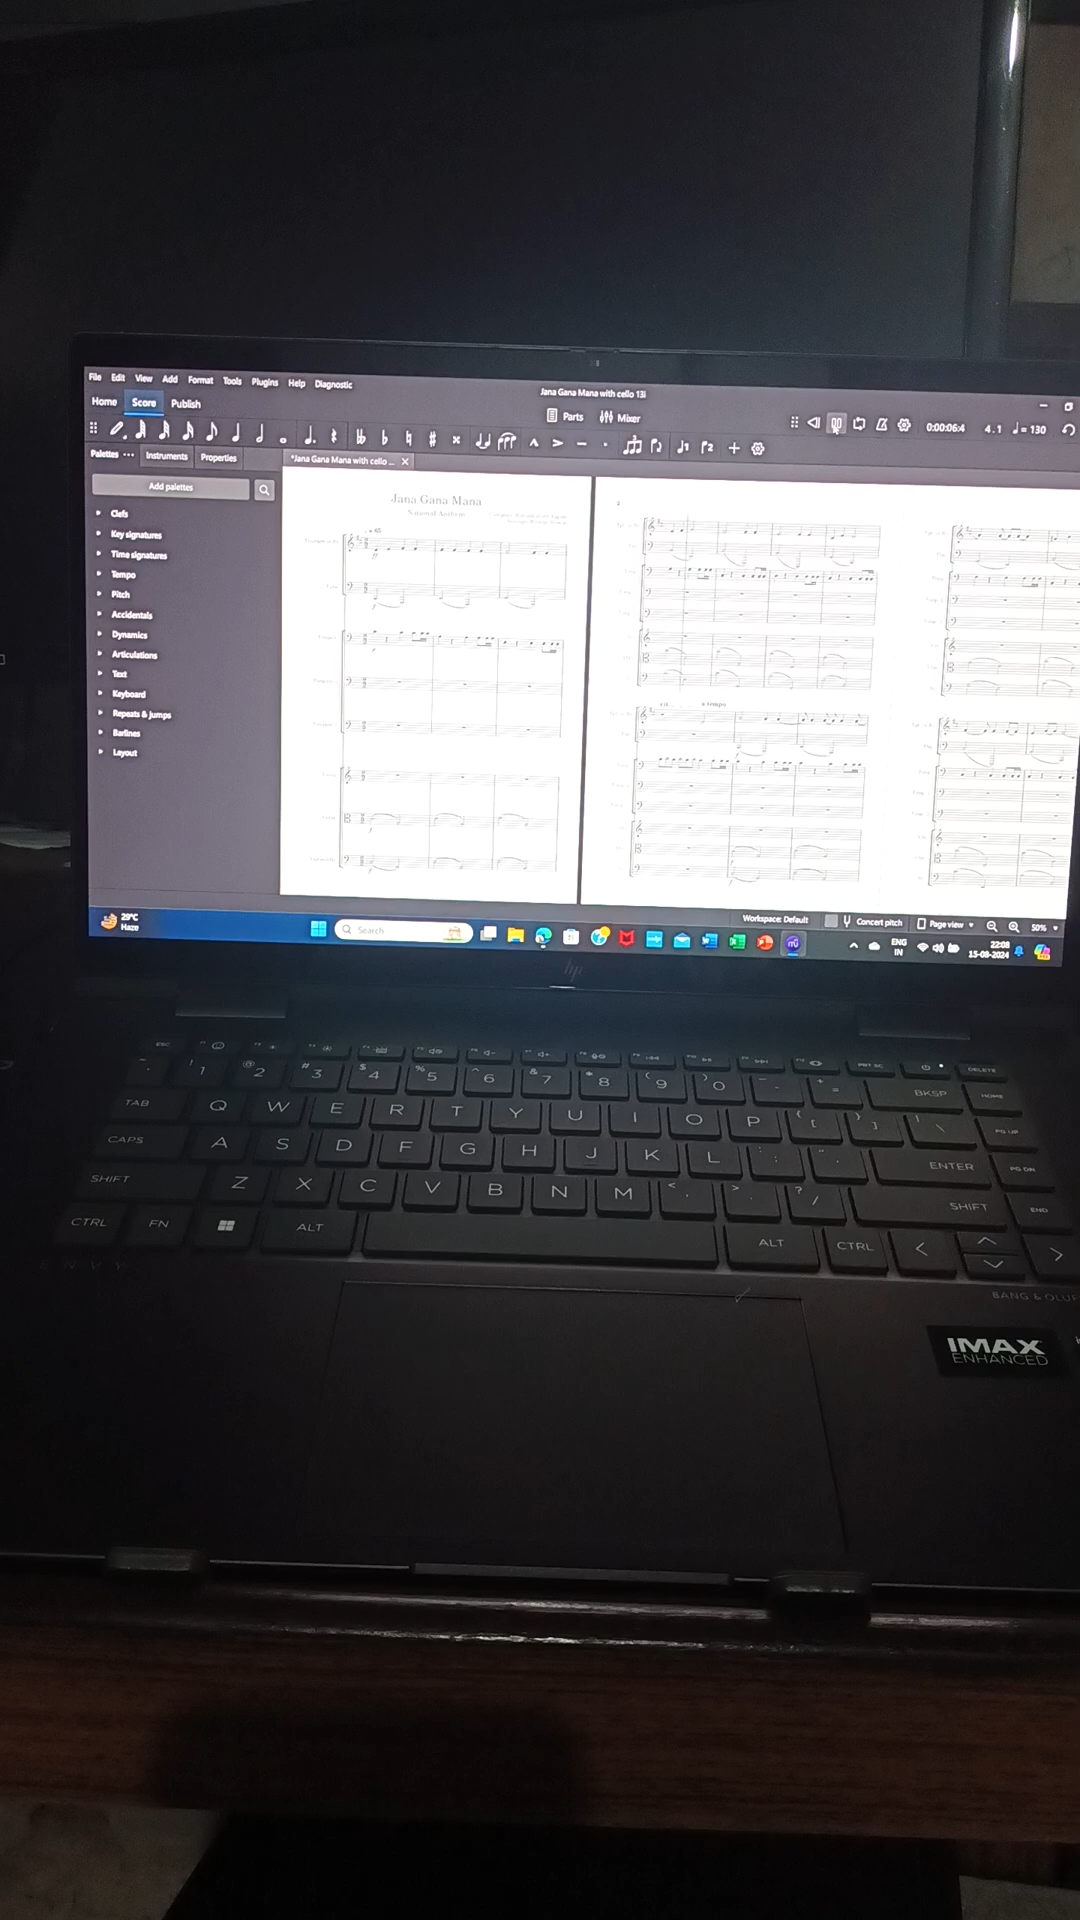 File Edit View Add Format Tools Plugins Help Diagnostic
Jana Gana Mana with cello 13i
Home Score Publish
Parts Mixer
0:00:06:4 4.1 = 130
Palettes Instruments Properties
*Jana Gana Mana with cello ...
Add palettes
Clefs
Key signatures
Time signatures
Tempo
Pitch
Accidentals
Dynamics
Articulations
Text
Keyboard
Repeats & jumps
Barlines
Layout
Jana Gana Mana
National Anthem
2
a tempo
Workspace: Default Concert pitch Page view 50%
29°C
Haze
Search
ENG
IN
22:08
15-08-2024
hp
ESC PRT SC DELETE
! 1 @ 2 # 3 $ 4 % 5 ^ 6 & 7 * 8 ( 9 ) 0 _ - + = BKSP HOME
TAB Q W E R T Y U I O P { [ } ] | \ PG UP
CAPS A S D F G H J K L : ; " ' ENTER PG DN
SHIFT Z X C V B N M < , > . ? / SHIFT END
CTRL FN ALT ALT CTRL
ENVY
BANG & OLUF
IMAX
ENHANCED